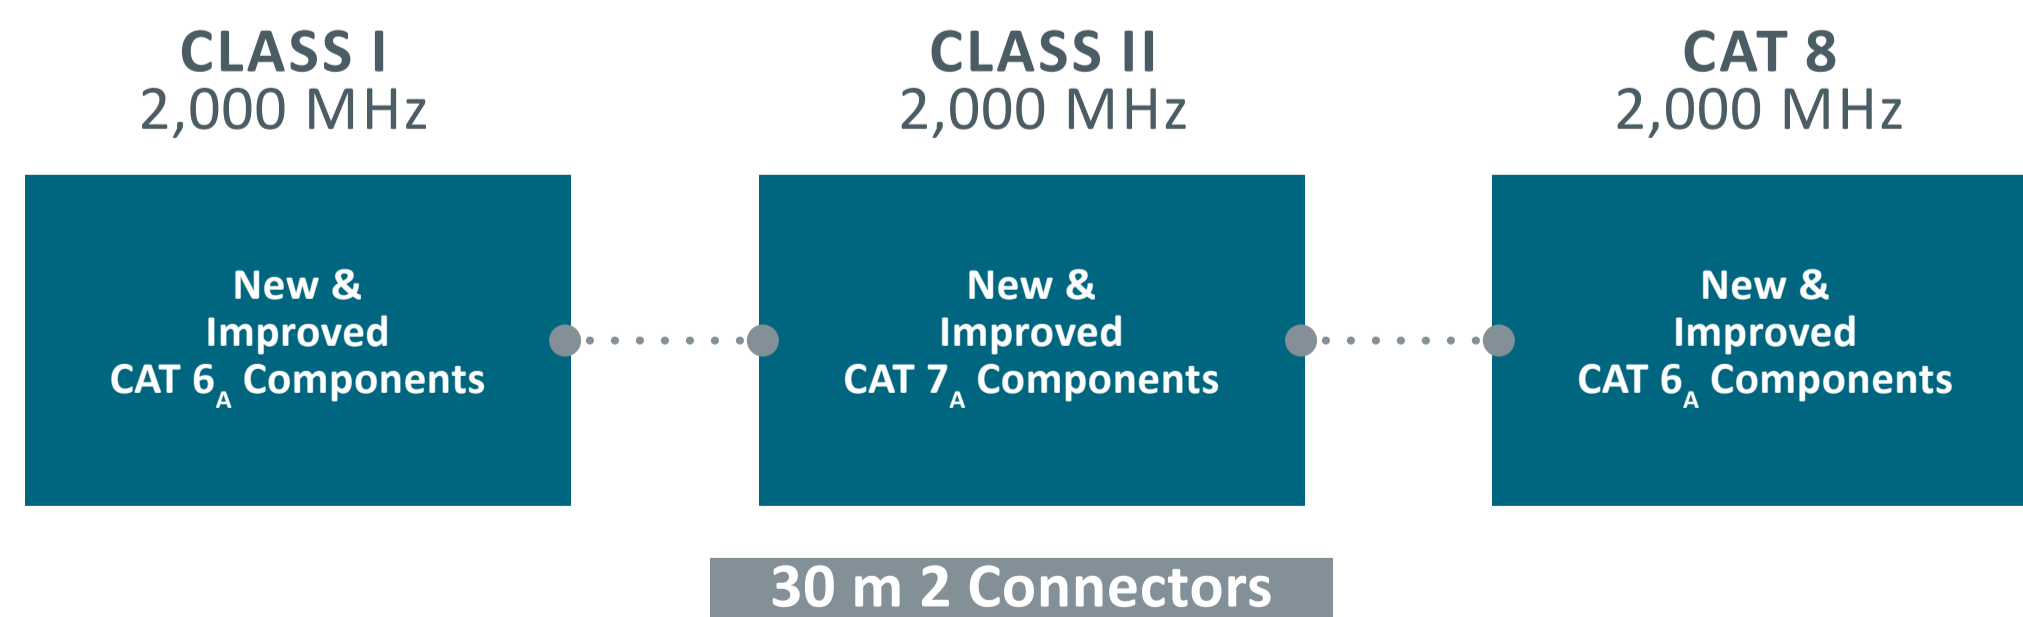 CLASS I
2,000 MHz
CLASS II
2,000 MHz
CAT 8
2,000 MHz
New &
Improved
CAT 6A Components
New &
Improved
CAT 7A Components
New &
Improved
CAT 6A Components
30 m 2 Connectors